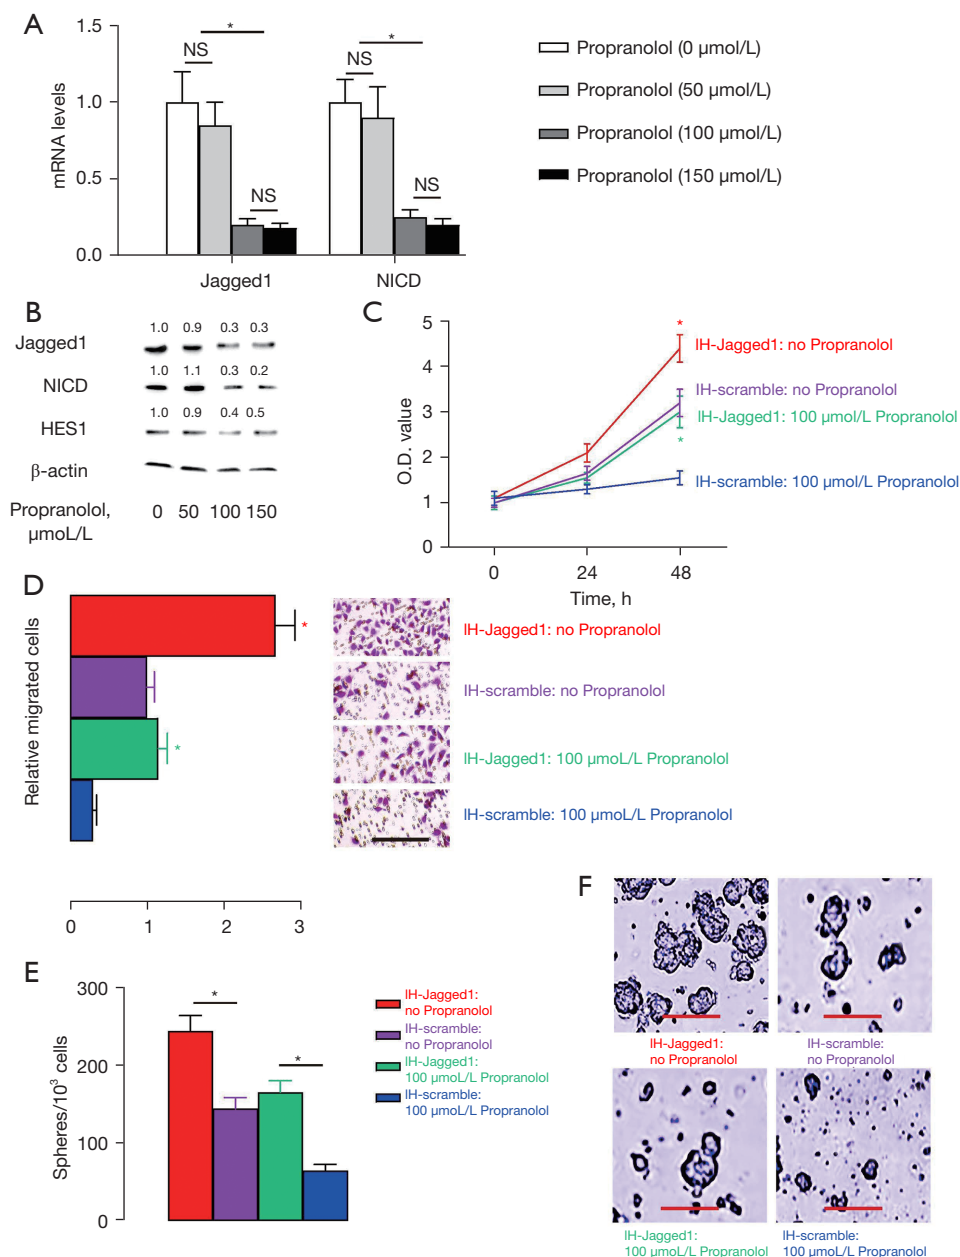 A
1.5
1.0
0.5
0.0
mRNA levels
NS
*
NS
NS
*
NS
Jagged1
NICD
Propranolol (0 µmol/L)
Propranolol (50 µmol/L)
Propranolol (100 µmol/L)
Propranolol (150 µmol/L)
B
1.0 0.9 0.3 0.3
Jagged1
1.0 1.1 0.3 0.2
NICD
1.0 0.9 0.4 0.5
HES1
β-actin
Propranolol, 0 50 100 150
µmoL/L
C
5
4
3
2
1
0
O.D. value
0 24 48
Time, h
*
IH-Jagged1: no Propranolol
IH-scramble: no Propranolol
IH-Jagged1: 100 µmol/L Propranolol
*
IH-scramble: 100 µmol/L Propranolol
D
Relative migrated cells
*
*
0 1 2 3
IH-Jagged1: no Propranolol
IH-scramble: no Propranolol
IH-Jagged1: 100 µmoL/L Propranolol
IH-scramble: 100 µmoL/L Propranolol
E
300
200
100
0
Spheres/10³ cells
*
*
IH-Jagged1:
no Propranolol
IH-scramble:
no Propranolol
IH-Jagged1:
100 µmoL/L Propranolol
IH-scramble:
100 µmoL/L Propranolol
F
IH-Jagged1:
no Propranolol
IH-scramble:
no Propranolol
IH-Jagged1:
100 µmoL/L Propranolol
IH-scramble:
100 µmoL/L Propranolol